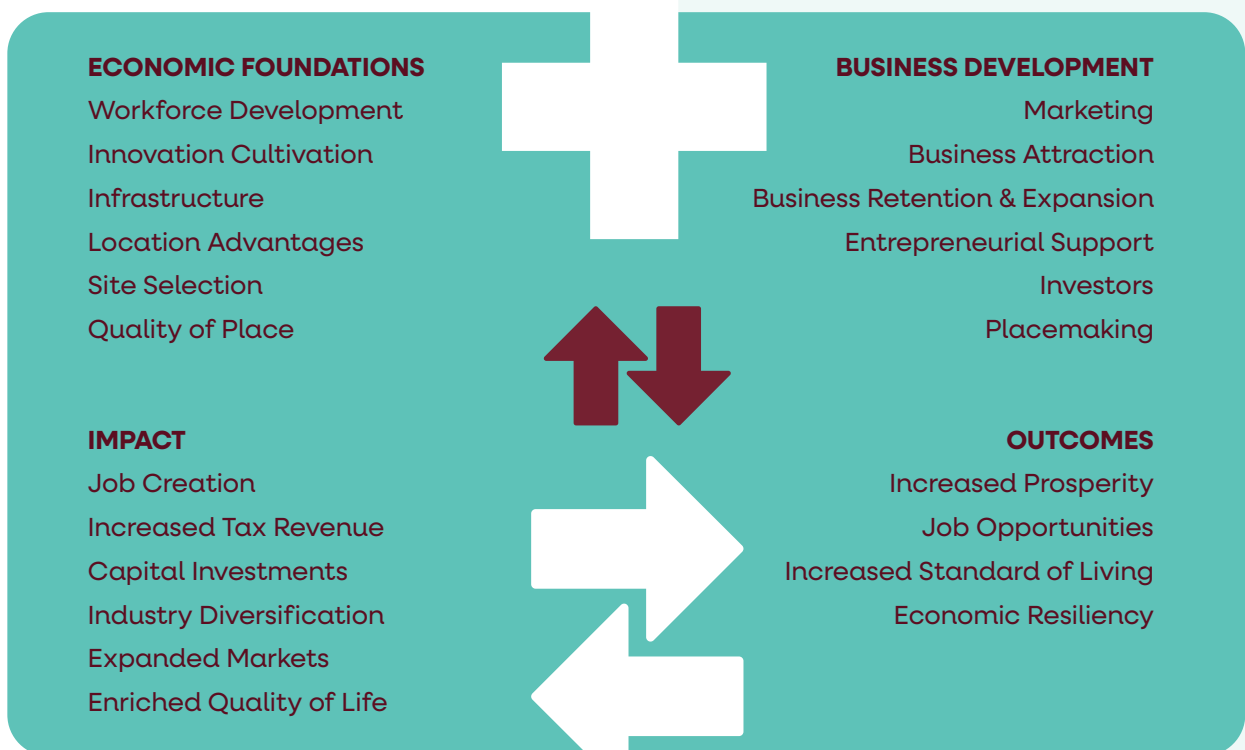 ECONOMIC FOUNDATIONS
Workforce Development
Innovation Cultivation
Infrastructure
Location Advantages
Site Selection
Quality of Place
BUSINESS DEVELOPMENT
Marketing
Business Attraction
Business Retention & Expansion
Entrepreneurial Support
Investors
Placemaking
IMPACT
Job Creation
Increased Tax Revenue
Capital Investments
Industry Diversification
Expanded Markets
Enriched Quality of Life
OUTCOMES
Increased Prosperity
Job Opportunities
Increased Standard of Living
Economic Resiliency